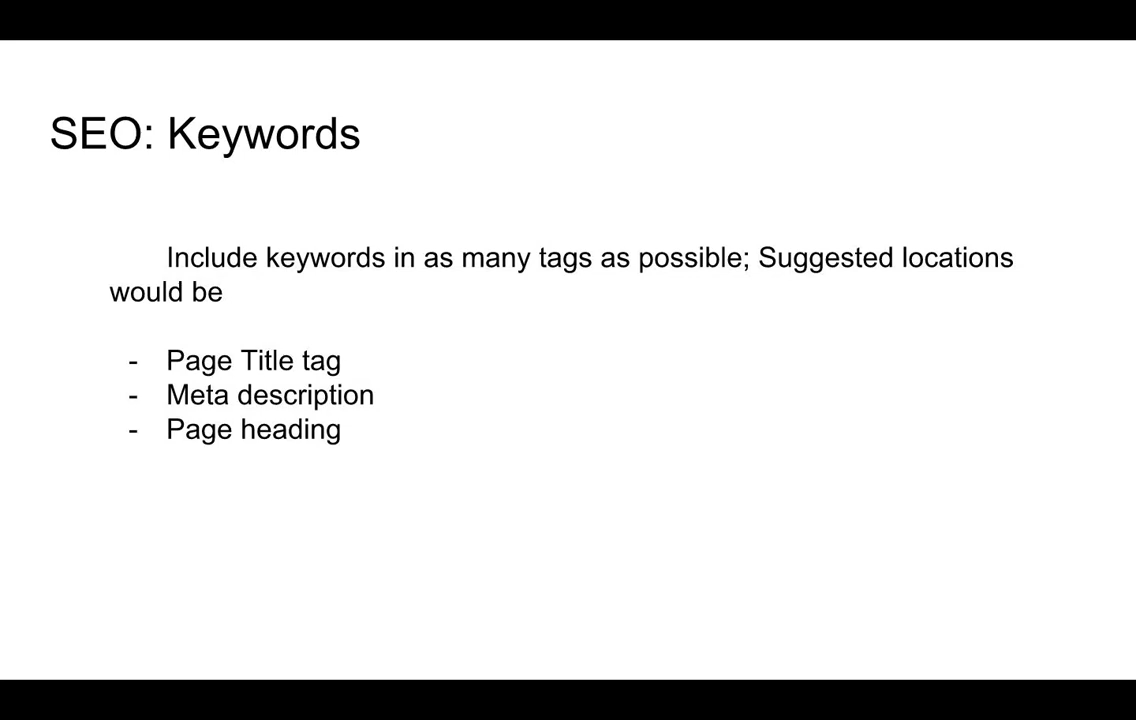 SEO: Keywords
Include keywords in as many tags as possible; Suggested locations
would be
- Page Title tag
- Meta description
- Page heading